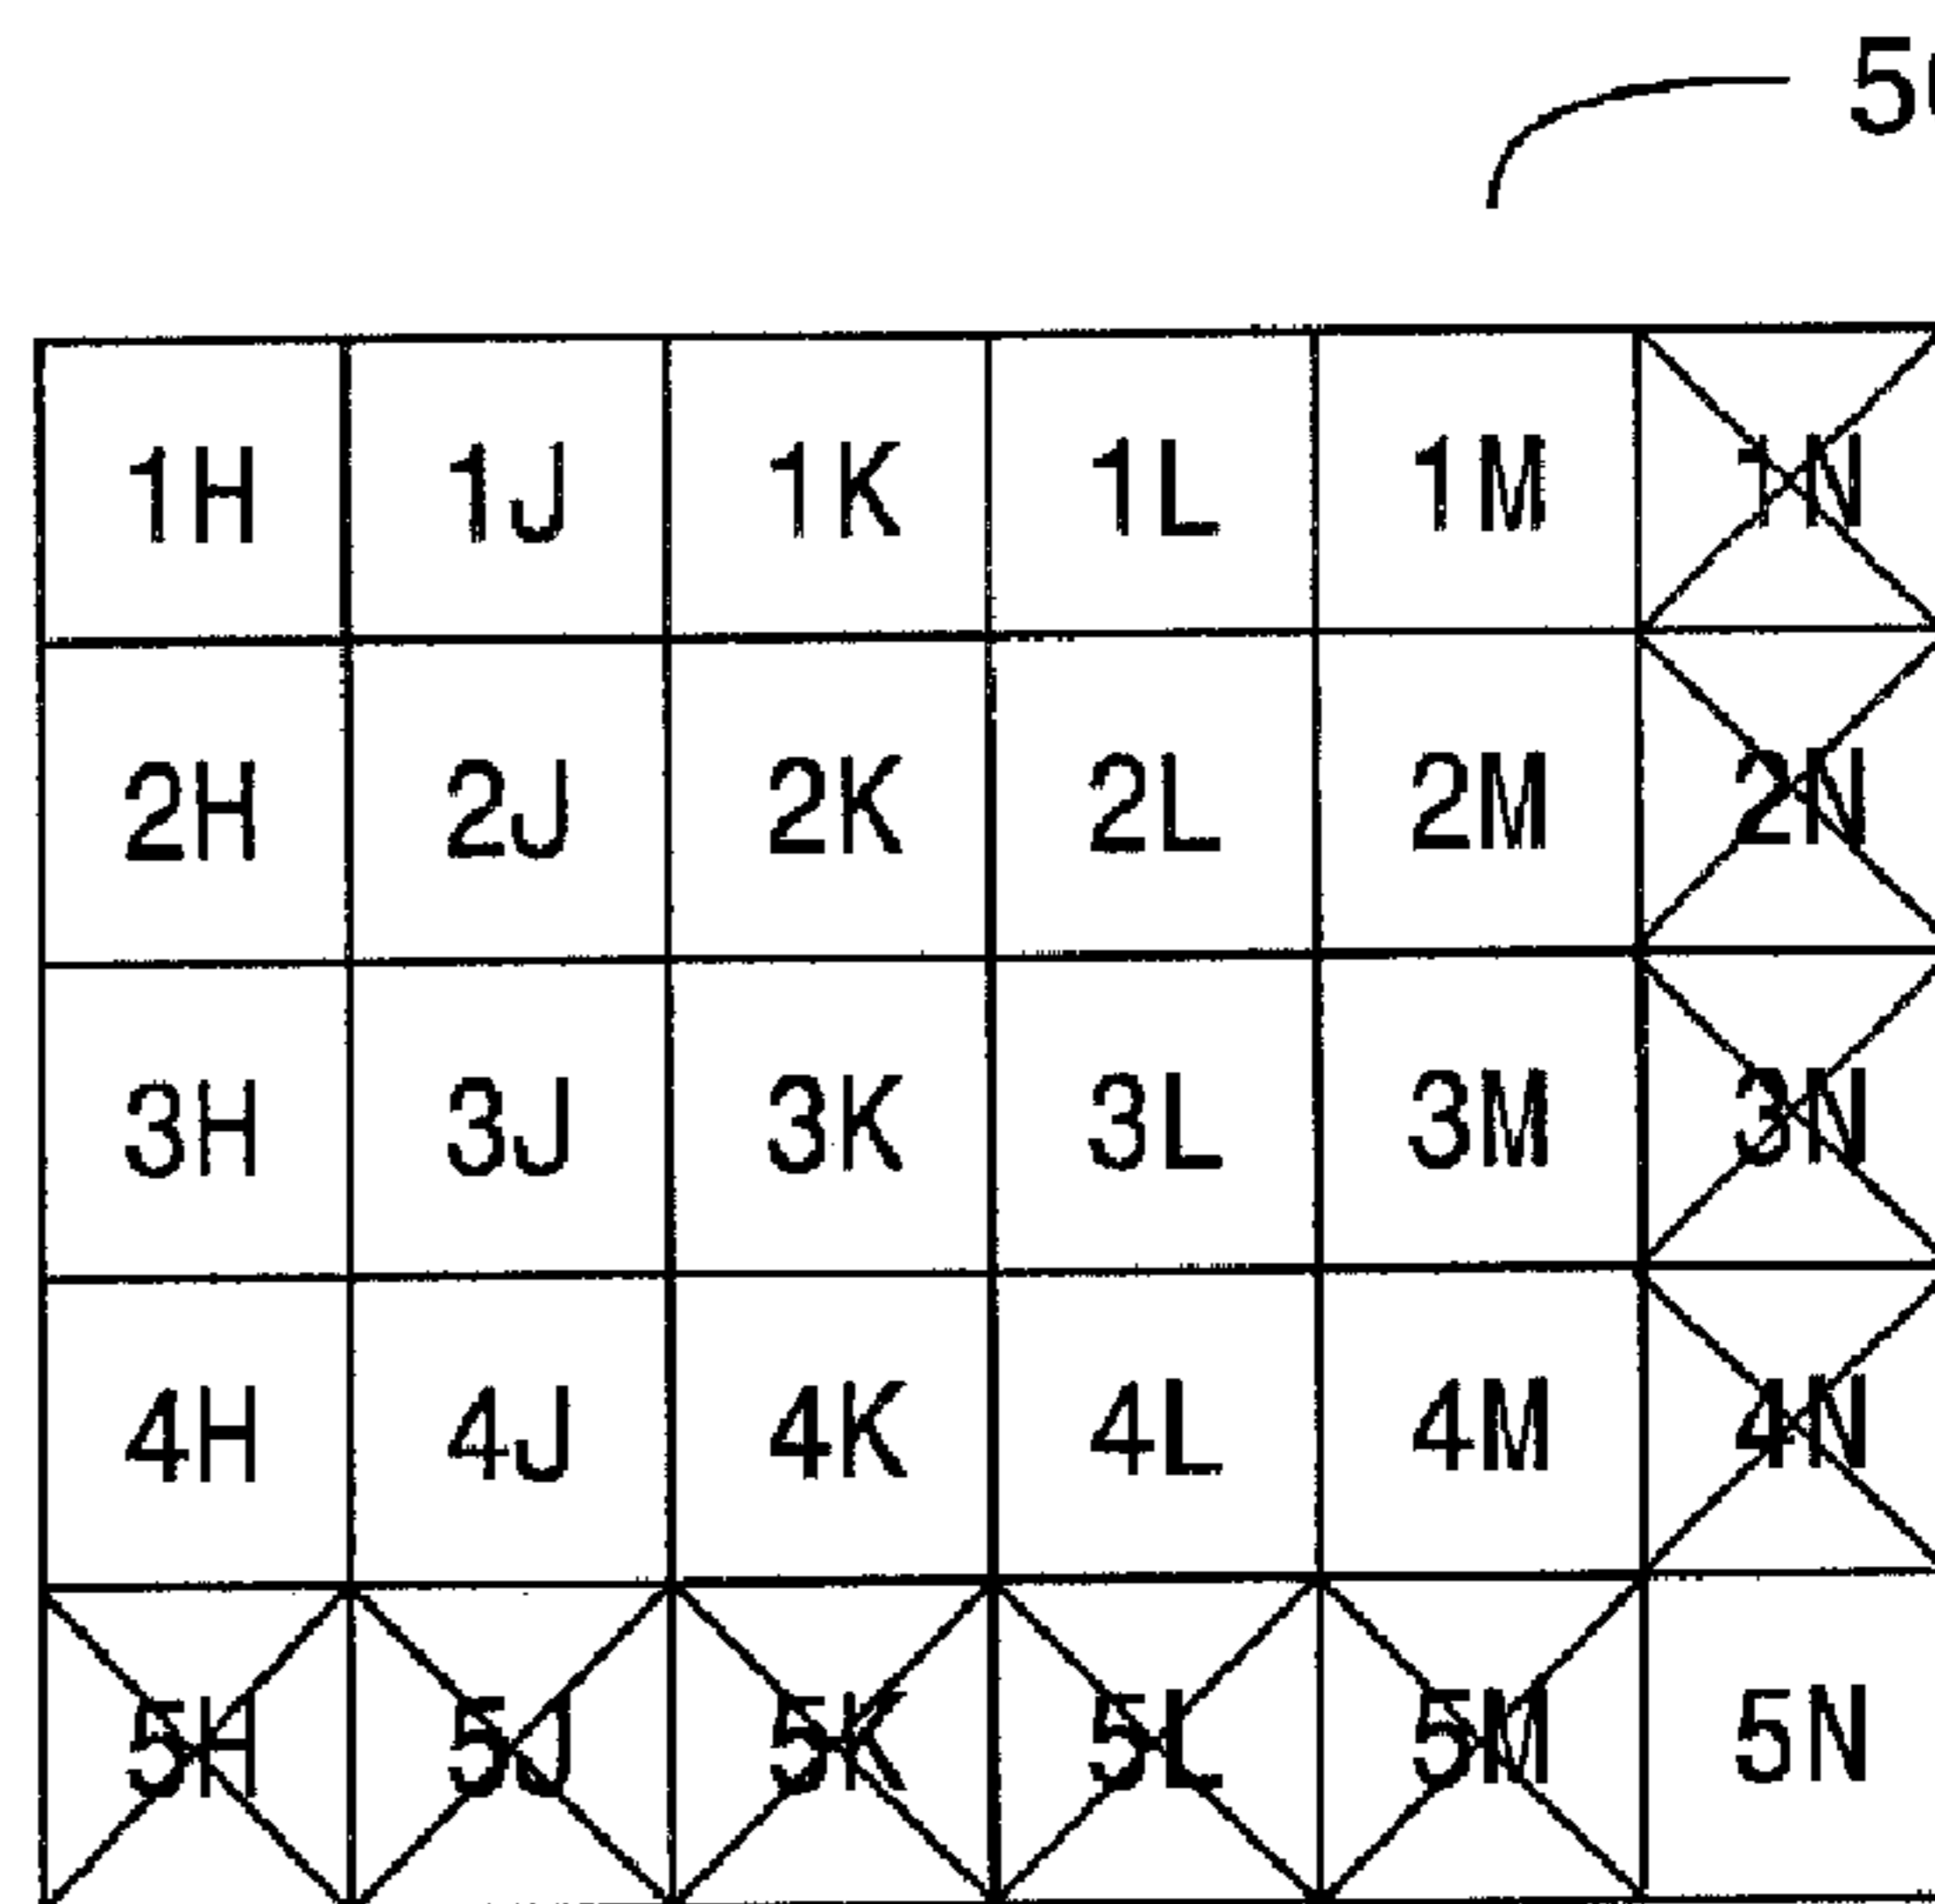 1H 1J 1K 1L 1M 1N
2H 2J 2K 2L 2M 2N
3H 3J 3K 3L 3M 3N
4H 4J 4K 4L 4M 4N
5H 5J 5K 5L 5M 5N